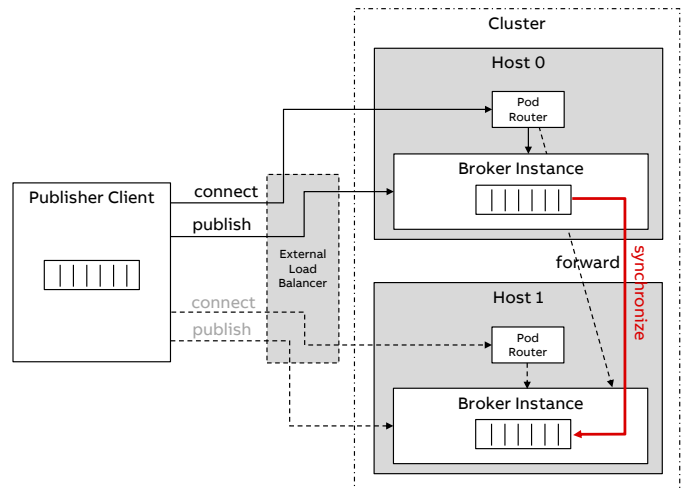 Cluster
Host 0
Pod
Router
Broker Instance
Publisher Client
connect
publish
External
Load
Balancer
connect
publish
forward
synchronize
Host 1
Pod
Router
Broker Instance